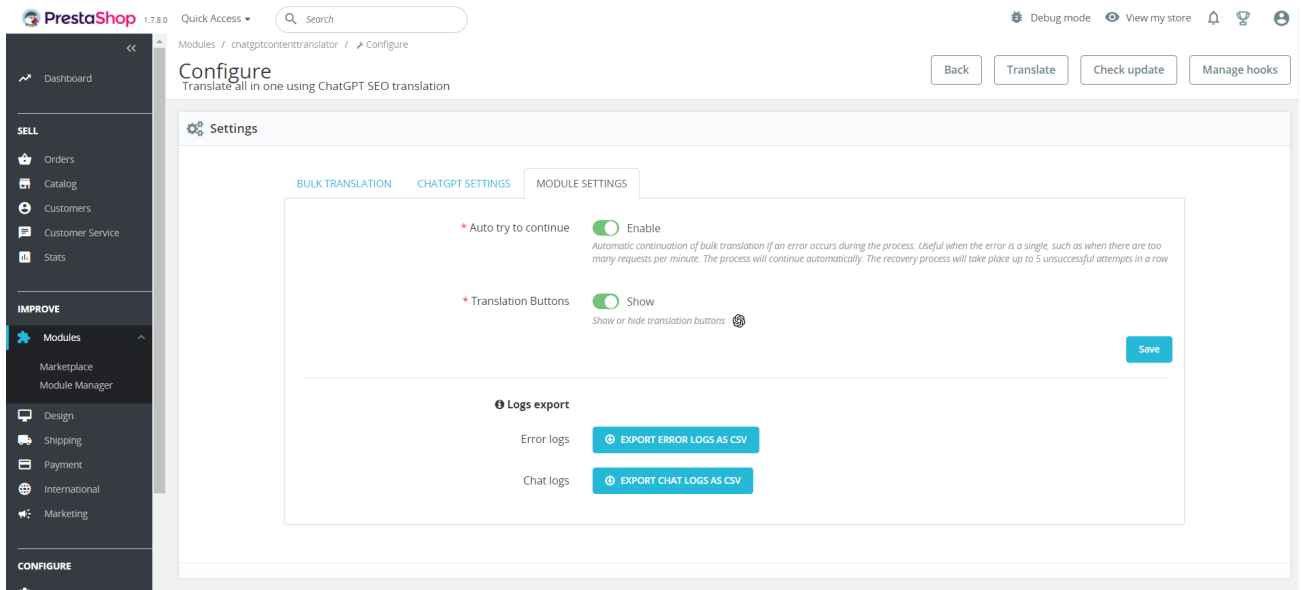 PrestaShop 1.7.8.0 Quick Access Search Debug mode View my store
Modules / chatgptcontenttranslator / Configure
Configure
Translate all in one using ChatGPT SEO translation
Back Translate Check update Manage hooks
Dashboard
SELL
Orders
Catalog
Customers
Customer Service
Stats
IMPROVE
Modules
Marketplace
Module Manager
Design
Shipping
Payment
International
Marketing
CONFIGURE
Settings
BULK TRANSLATION CHATGPT SETTINGS MODULE SETTINGS
* Auto try to continue Enable
Automatic continuation of bulk translation if an error occurs during the process. Useful when the error is a single, such as when there are too
many requests per minute. The process will continue automatically. The recovery process will take place up to 5 unsuccessful attempts in a row
* Translation Buttons Show
Show or hide translation buttons
Save
Logs export
Error logs EXPORT ERROR LOGS AS CSV
Chat logs EXPORT CHAT LOGS AS CSV